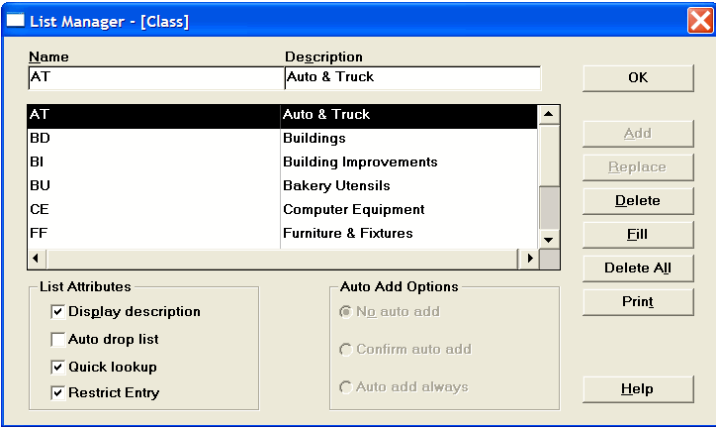 List Manager - [Class]
Name Description
AT Auto & Truck
OK
AT Auto & Truck
BD Buildings
BI Building Improvements
BU Bakery Utensils
CE Computer Equipment
FF Furniture & Fixtures
Add
Replace
Delete
Fill
Delete All
Print
List Attributes
Display description
Auto drop list
Quick lookup
Restrict Entry
Auto Add Options
No auto add
Confirm auto add
Auto add always
Help